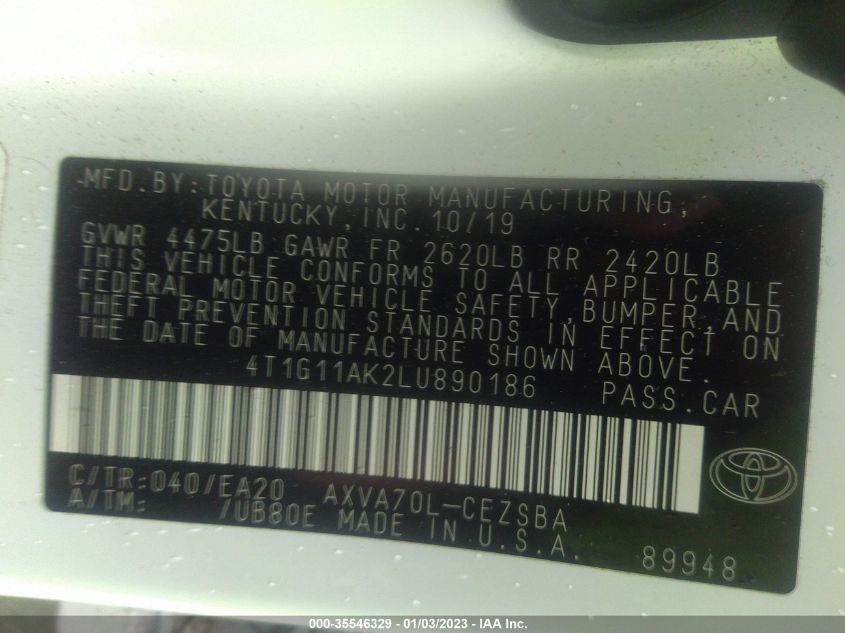 MFD.BY:TOYOTA MOTOR MANUFACTURING,
KENTUCKY,INC. 10/19
GVWR 4475LB GAWR FR 2620LB RR 2420LB
THIS VEHICLE CONFORMS TO ALL APPLICABLE
FEDERAL MOTOR VEHICLE SAFETY,BUMPER,AND
THEFT PREVENTION STANDARDS IN EFFECT ON
THE DATE OF MANUFACTURE SHOWN ABOVE.
4T1G11AK2LU890186 PASS.CAR
C/TR:040/EA20 AXVA70L-CEZSBA
A/TM: /UB80E MADE IN U.S.A. 89948
000-35546329 - 01/03/2023 - IAA Inc.